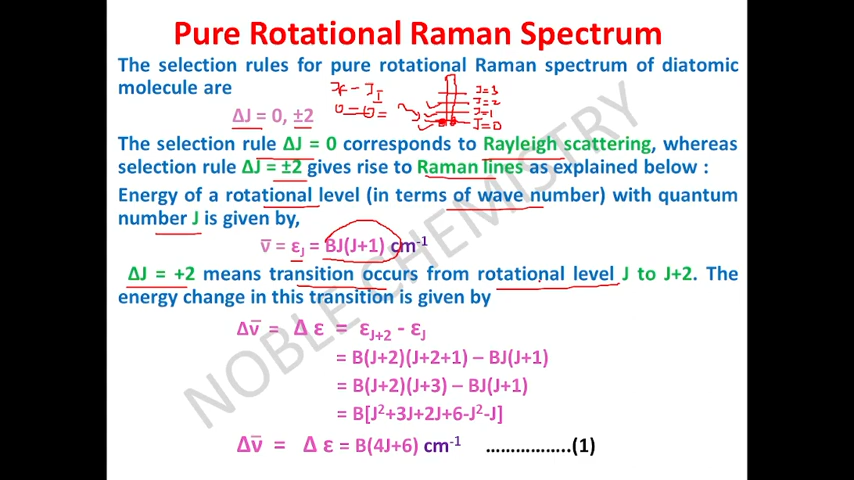 Pure Rotational Raman Spectrum
The selection rules for pure rotational Raman spectrum of diatomic
molecule are
ΔJ = 0, ±2
J=3
J=2
J=1
J=0
The selection rule ΔJ = 0 corresponds to Rayleigh scattering, whereas
selection rule ΔJ = ±2 gives rise to Raman lines as explained below :
Energy of a rotational level (in terms of wave number) with quantum
number J is given by,
ν̅ = ε_J = BJ(J+1) cm⁻¹
ΔJ = +2 means transition occurs from rotational level J to J+2. The
energy change in this transition is given by
Δν̅ = Δ ε = ε_J+2 - ε_J
= B(J+2)(J+2+1) – BJ(J+1)
= B(J+2)(J+3) – BJ(J+1)
= B[J²+3J+2J+6-J²-J]
Δν̅ = Δ ε = B(4J+6) cm⁻¹ ................(1)
NOBLE CHEMISTRY